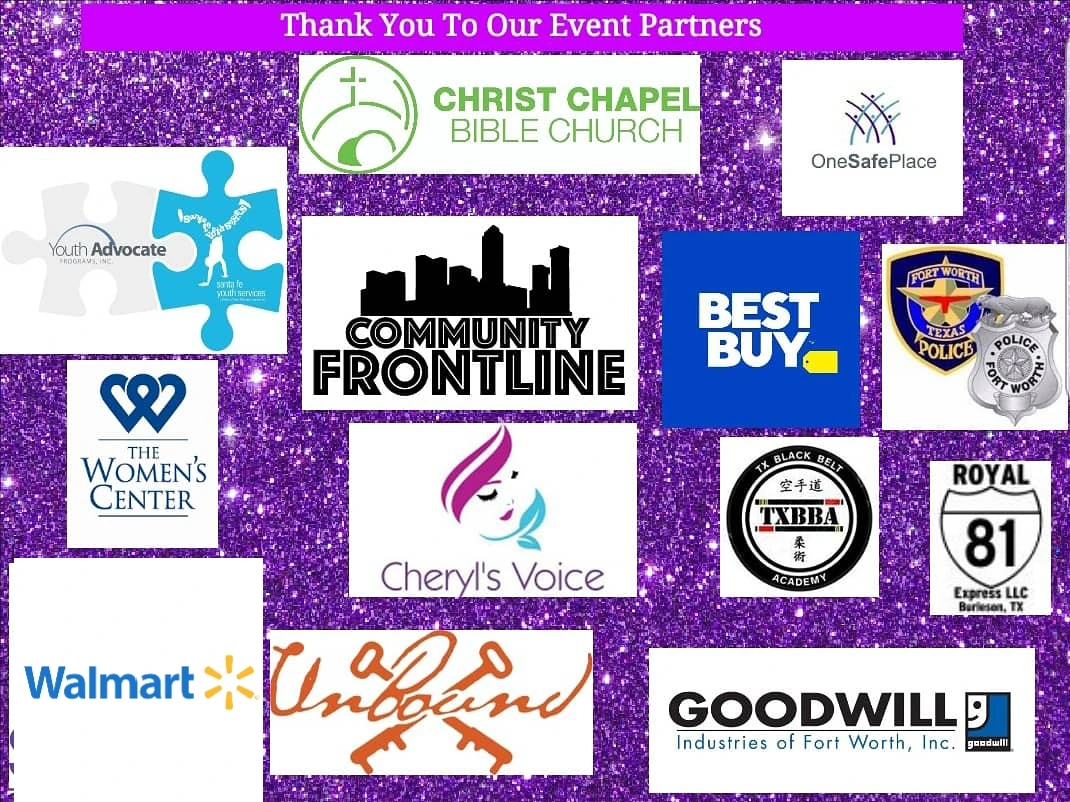 Thank You To Our Event Partners
CHRIST CHAPEL
BIBLE CHURCH
OneSafePlace
Youth Advocate
PROGRAMS, INC.
santa fe
youth services
COMMUNITY
FRONTLINE
BEST
BUY
FORT WORTH
TEXAS
POLICE
POLICE
FORT WORTH
THE
WOMEN'S
CENTER
Cheryl's Voice
TX BLACK BELT
空手道
TXBBA
柔
術
ACADEMY
ROYAL
81
Express LLC
Burleson, TX
Walmart
Unbound
GOODWILL
Industries of Fort Worth, Inc.
goodwill